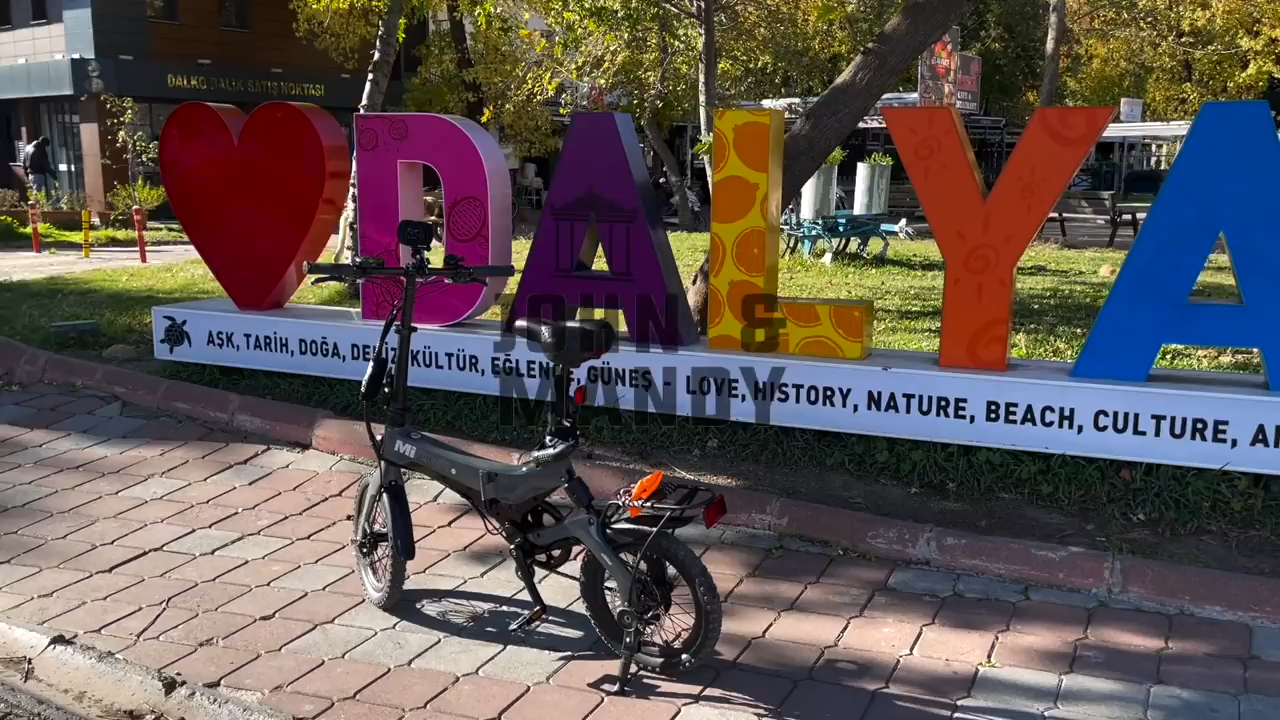 DALKO BALIK SATIŞ NOKTASI
DALYA
AŞK, TARİH, DOĞA, DENİZ, KÜLTÜR, EĞLENCE, GÜNEŞ - LOVE, HISTORY, NATURE, BEACH, CULTURE,
JOHN &
MANDY
Mi